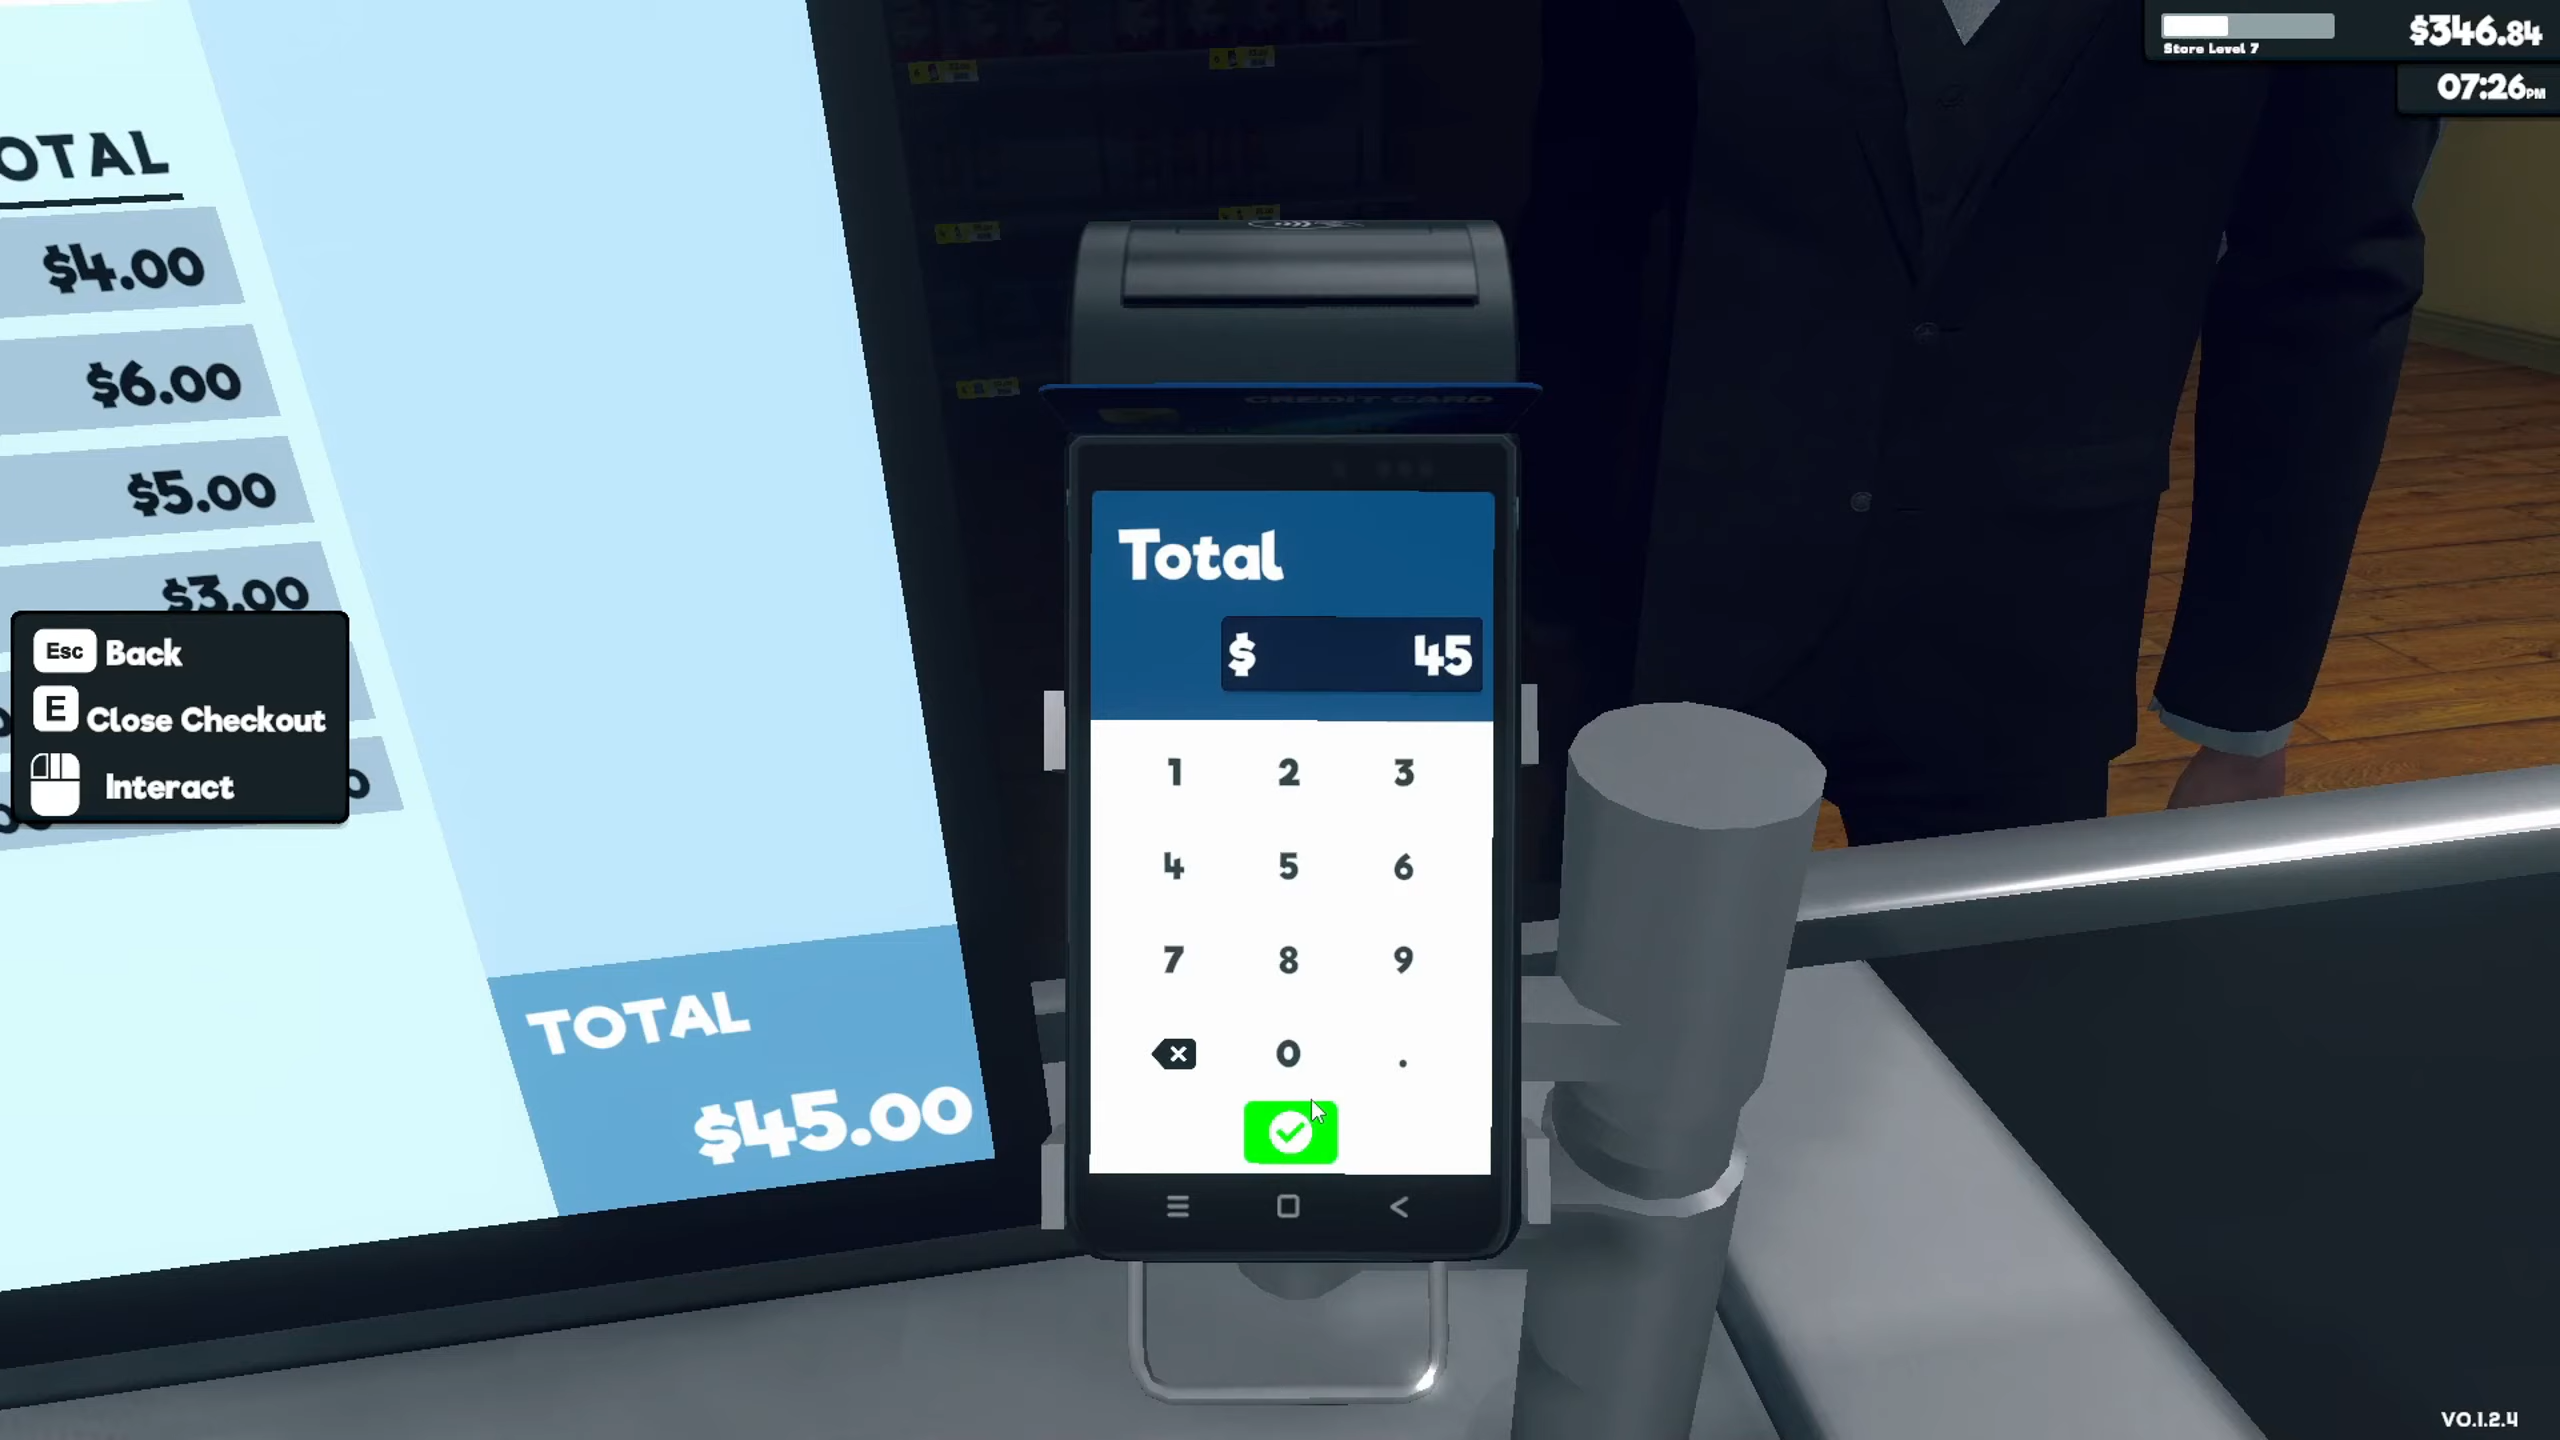 Store Level 7
$346.84
07:26PM
OTAL
$4.00
$6.00
$5.00
$3.00
Esc Back
E Close Checkout
Interact
CREDIT CARD
Total
$ 45
1 2 3
4 5 6
7 8 9
0 .
TOTAL
$45.00
V0.1.2.4